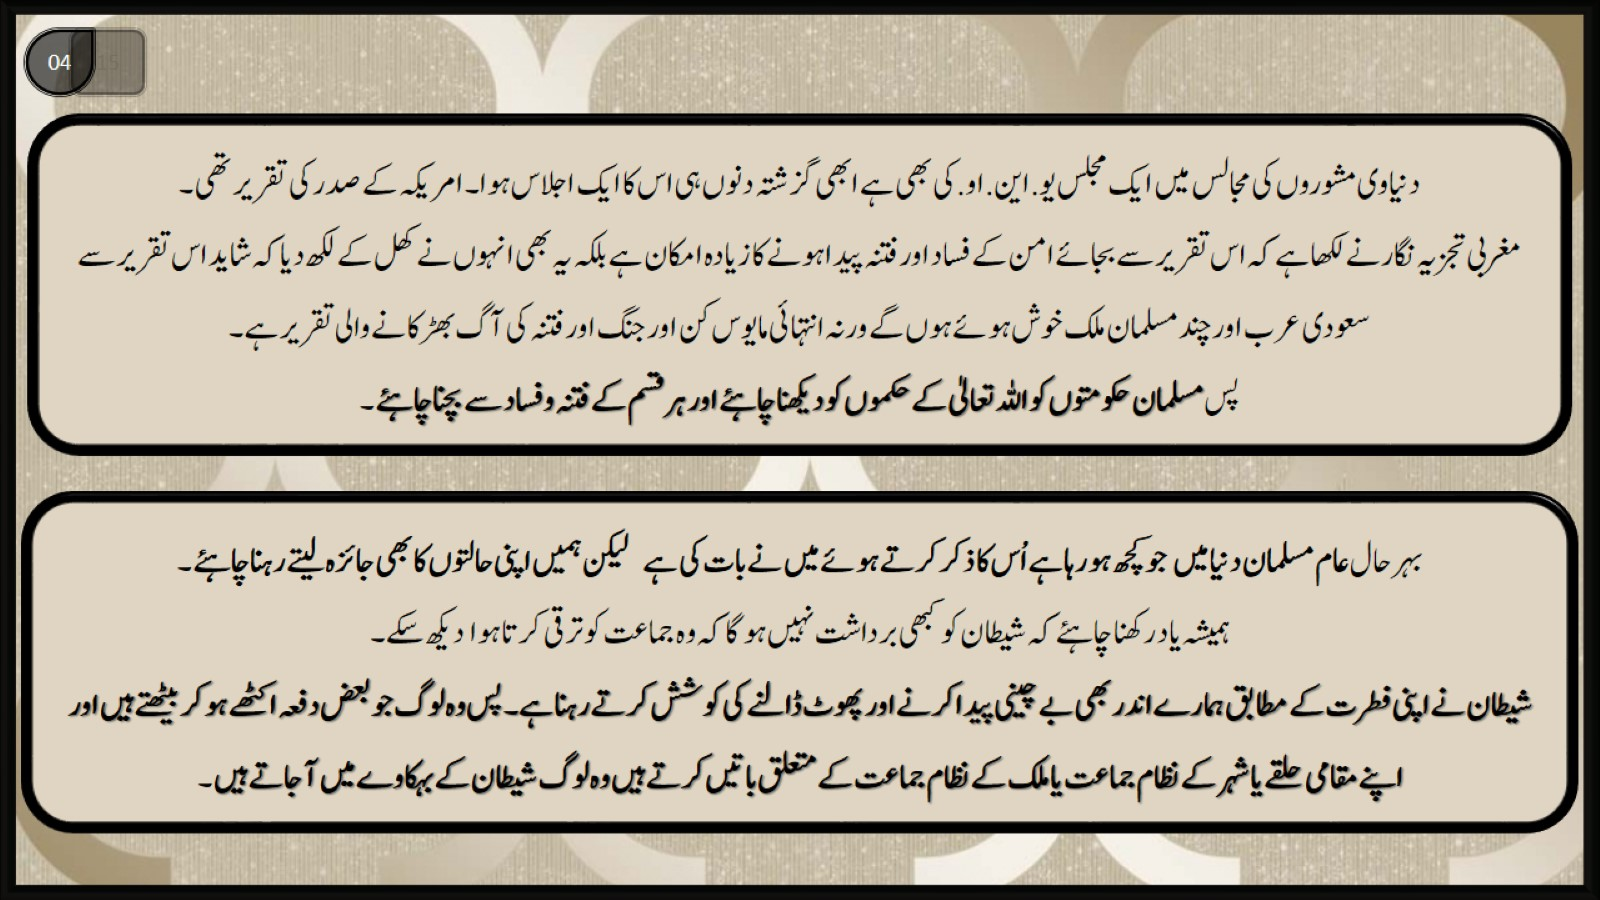 04
دنیاوی مشوروں کی مجالس میں ایک مجلس یو. این. او. کی بھی ہے ابھی گزشتہ دنوں ہی اس کا ایک اجلاس ہوا۔ امریکہ کے صدر کی تقریر تھی۔
مغربی تجزیہ نگار نے لکھا ہے کہ اس تقریر سے بجائے امن کے فساد اور فتنہ پیدا ہونے کا زیادہ امکان ہے بلکہ یہ بھی انہوں نے کھل کے لکھ دیا کہ شاید اس تقریر سے
سعودی عرب اور چند مسلمان ملک خوش ہوئے ہوں گے ورنہ انتہائی مایوس کن اور جنگ اور فتنہ کی آگ بھڑکانے والی تقریر ہے۔
پس مسلمان حکومتوں کو اللہ تعالیٰ کے حکموں کو دیکھنا چاہئے اور ہر قسم کے فتنہ و فساد سے بچنا چاہئے۔
بہر حال عام مسلمان دنیا میں جو کچھ ہو رہا ہے اُس کا ذکر کرتے ہوئے میں نے بات کی ہے لیکن ہمیں اپنی حالتوں کا بھی جائزہ لیتے رہنا چاہئے۔
ہمیشہ یاد رکھنا چاہئے کہ شیطان کو کبھی برداشت نہیں ہو گا کہ وہ جماعت کو ترقی کرتا ہوا دیکھ سکے۔
شیطان نے اپنی فطرت کے مطابق ہمارے اندر بھی بے چینی پیدا کرنے اور پھوٹ ڈالنے کی کوشش کرتے رہنا ہے۔ پس وہ لوگ جو بعض دفعہ اکٹھے ہو کر بیٹھتے ہیں اور
اپنے مقامی حلقے یا شہر کے نظام جماعت یا ملک کے نظام جماعت کے متعلق باتیں کرتے ہیں وہ لوگ شیطان کے بہکاوے میں آ جاتے ہیں۔